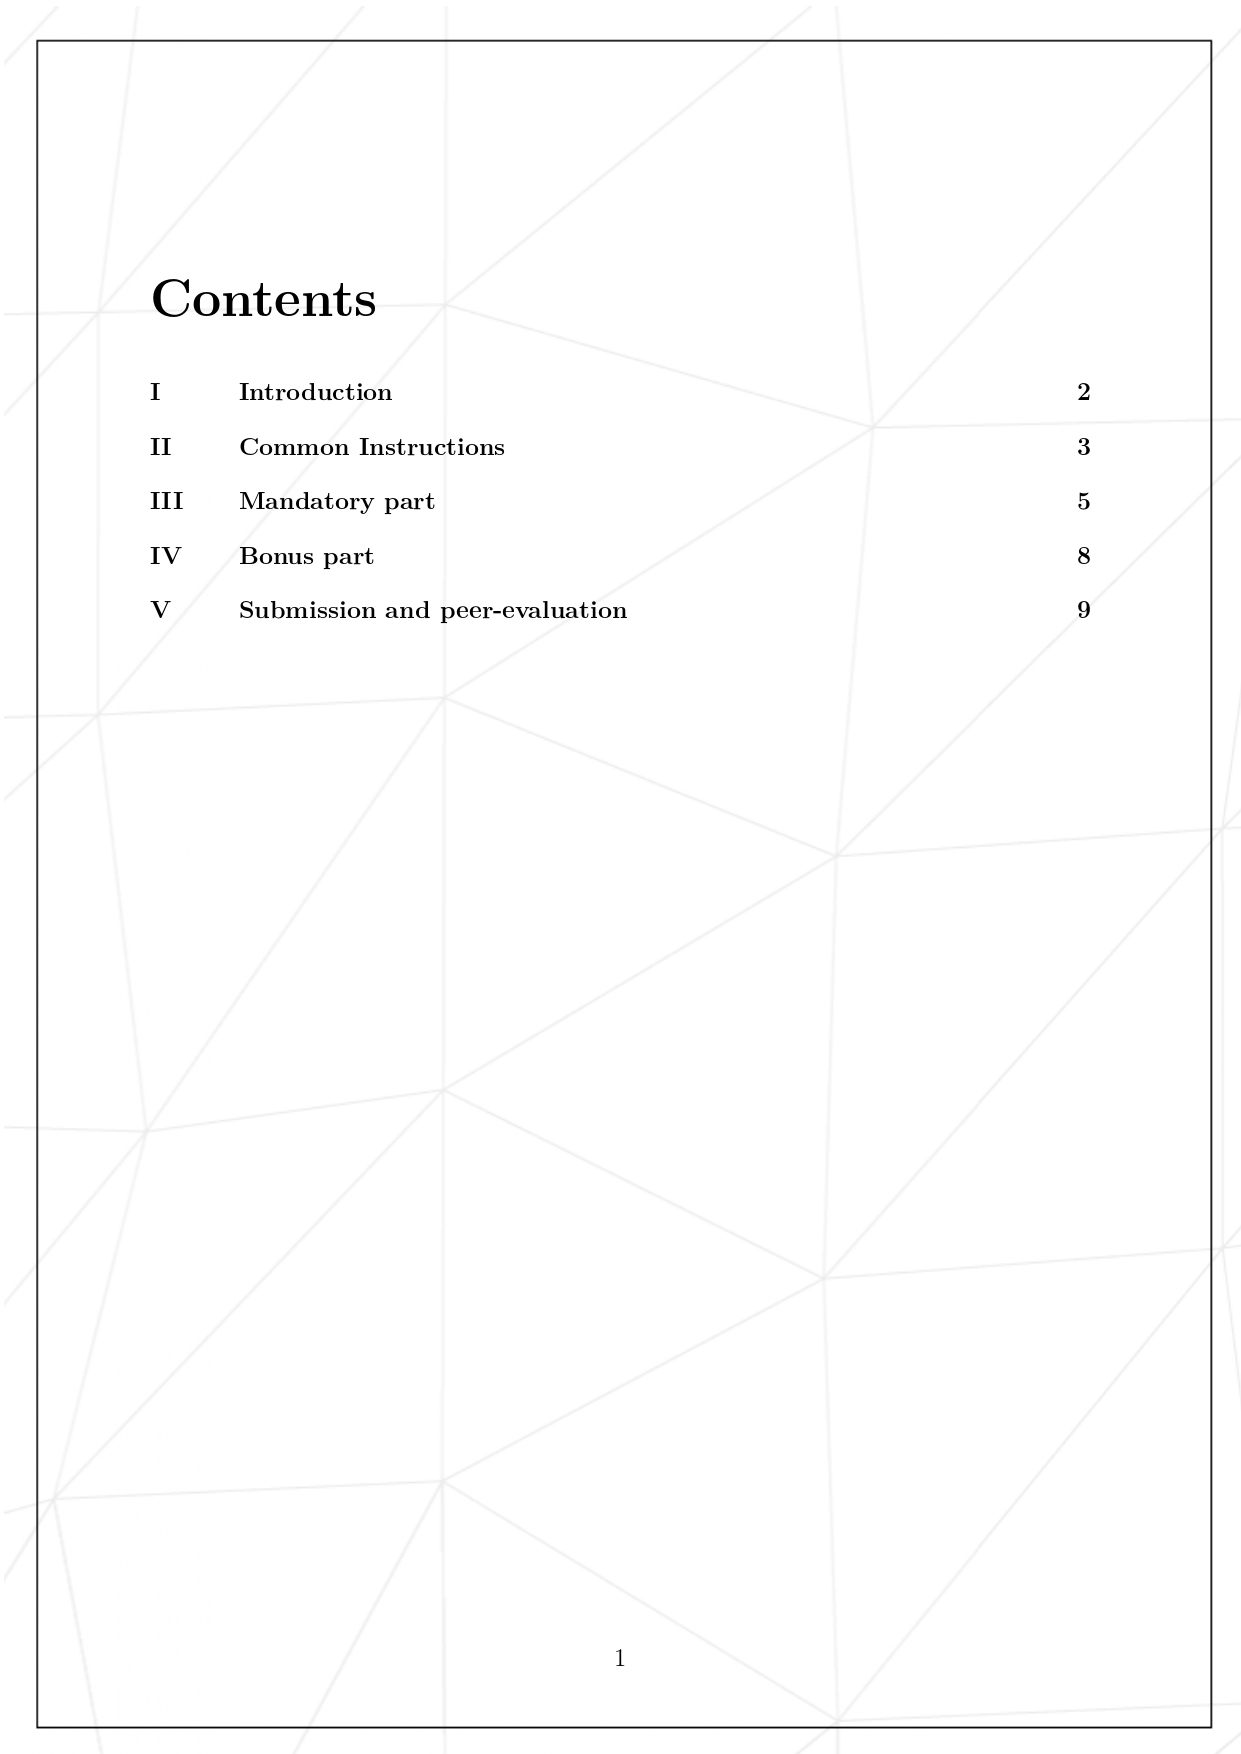 Contents
I Introduction 2
II Common Instructions 3
III Mandatory part 5
IV Bonus part 8
V Submission and peer-evaluation 9
1